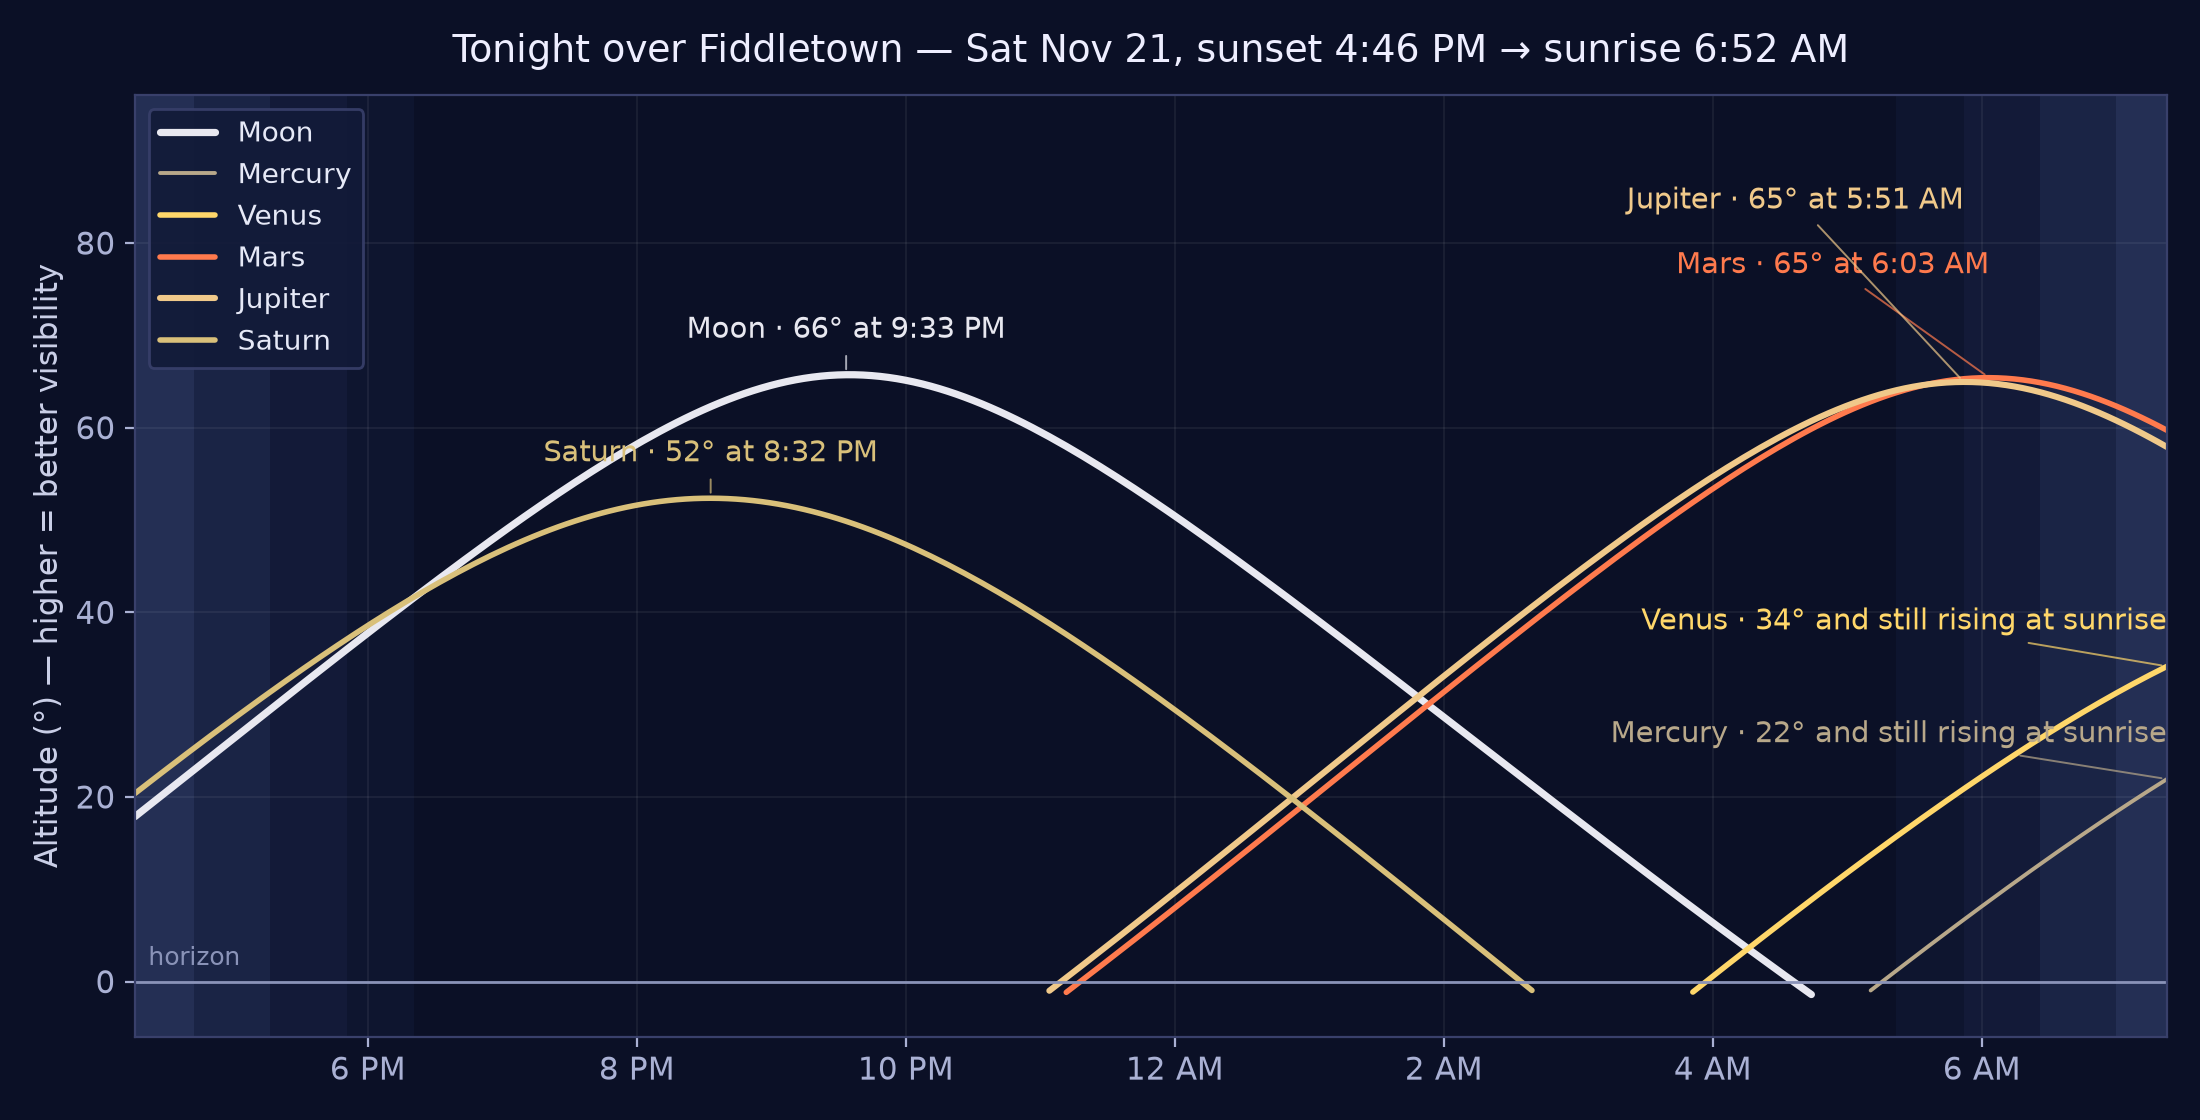 Tonight over Fiddletown — Sat Nov 21, sunset 4:46 PM → sunrise 6:52 AM
Altitude (°) — higher = better visibility
80
60
40
20
0
Moon
Mercury
Venus
Mars
Jupiter
Saturn
Jupiter · 65° at 5:51 AM
Mars · 65° at 6:03 AM
Moon · 66° at 9:33 PM
Saturn · 52° at 8:32 PM
Venus · 34° and still rising at sunrise
Mercury · 22° and still rising at sunrise
horizon
6 PM
8 PM
10 PM
12 AM
2 AM
4 AM
6 AM